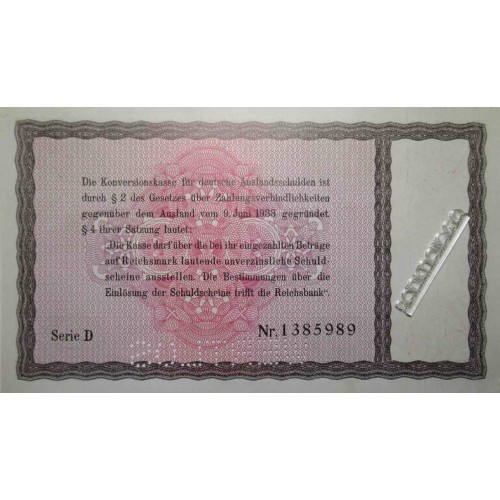 Die Konversionskasse für deutsche Auslandsschulden ist
durch § 2 des Gesetzes über Zahlungsverbindlichkeiten
gegenüber dem Ausland vom 9. Juni 1933 gegründet
§ 4 ihrer Satzung lautet:
„Die Kasse darf über die bei ihr eingezahlten Beträge
auf Reichsmark lautende unverzinsliche Schuld-
scheine ausstellen. Die Bestimmungen über die
Einlösung der Schuldscheine trifft die Reichsbank“.
Serie D
Nr. 1385989